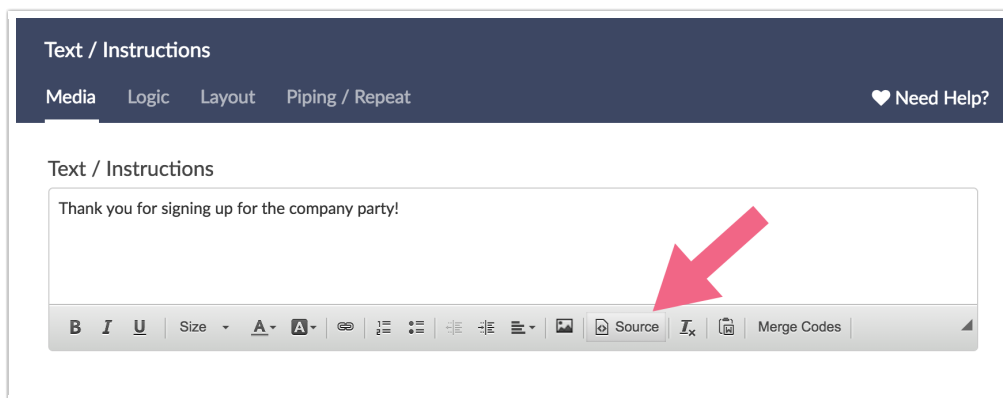 Text / Instructions
Media Logic Layout Piping / Repeat Need Help?
Text / Instructions
Thank you for signing up for the company party!
B I U Size A A Source Tx Merge Codes